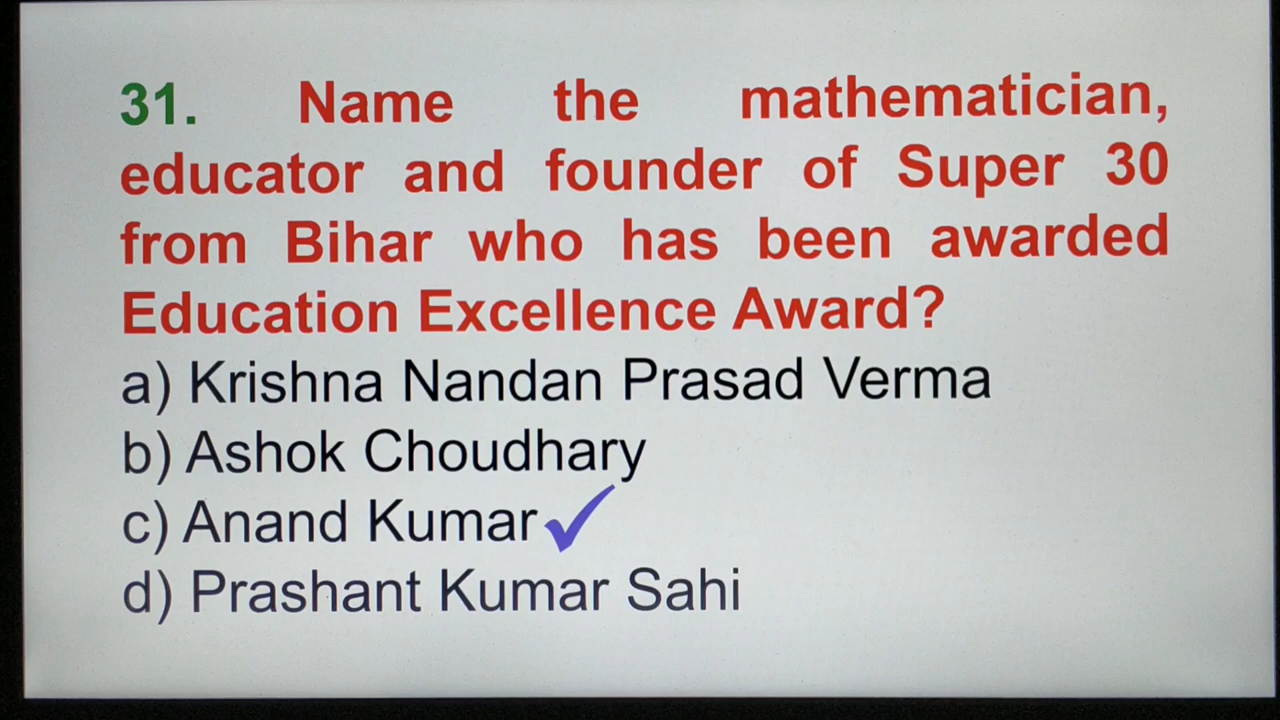 31. Name the mathematician,
educator and founder of Super 30
from Bihar who has been awarded
Education Excellence Award?
a) Krishna Nandan Prasad Verma
b) Ashok Choudhary
c) Anand Kumar
d) Prashant Kumar Sahi